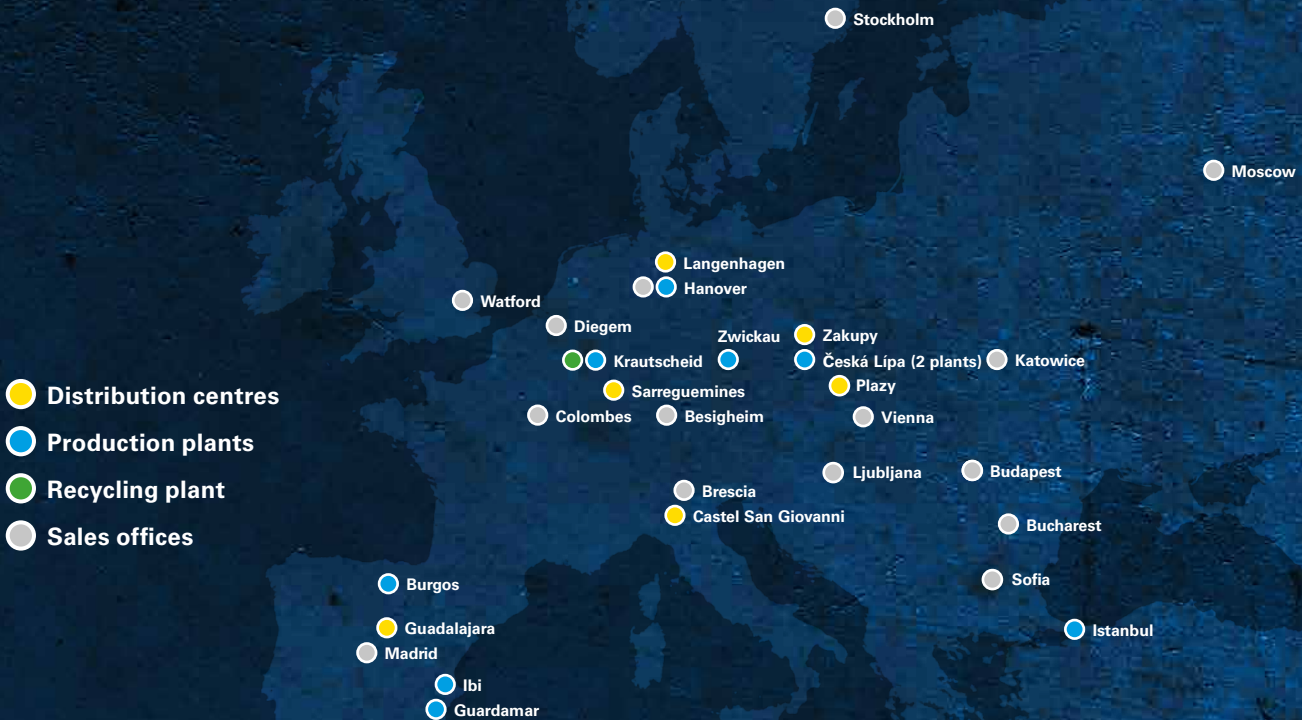 Stockholm
Moscow
Langenhagen
Hanover
Watford
Diegem
Zwickau
Zakupy
Krautscheid
Česká Lípa (2 plants)
Katowice
Plazy
Sarreguemines
Colombes
Besigheim
Vienna
Distribution centres
Production plants
Recycling plant
Sales offices
Ljubljana
Budapest
Brescia
Castel San Giovanni
Bucharest
Sofia
Burgos
Guadalajara
Istanbul
Madrid
Ibi
Guardamar